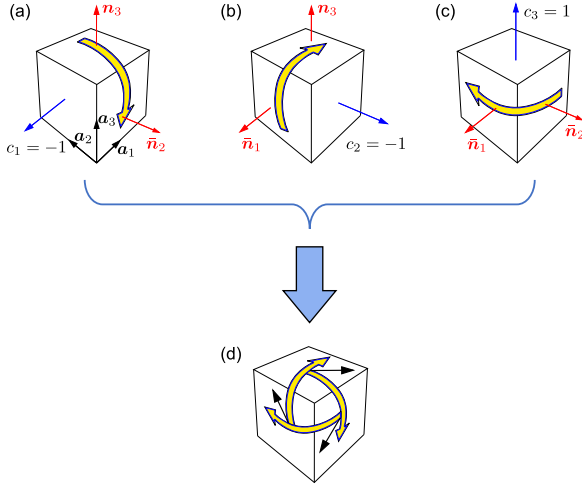 (a)
n₃
a₃
a₂
a₁
n̄₂
c₁ = −1
(b)
n₃
n̄₁
c₂ = −1
(c)
c₃ = 1
n̄₁
n̄₂
(d)